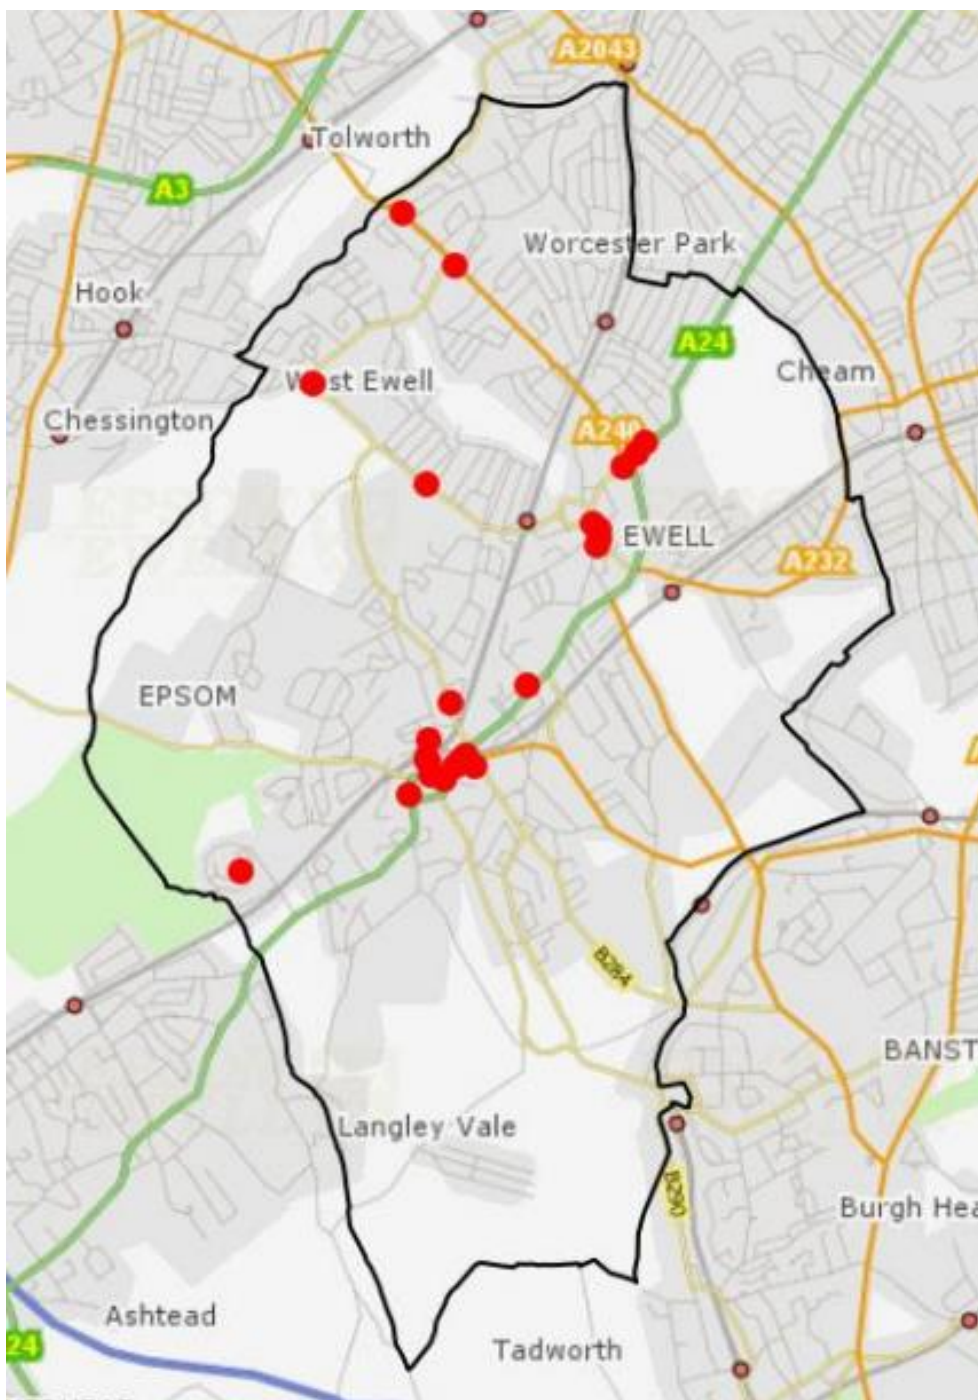 A2043
Tolworth
A3
Worcester Park
Hook
A24
Cheam
West Ewell
Chessington
A240
EWELL
A232
EPSOM
B284
BANST
Langley Vale
B290
Burgh Hea
Ashtead
24
Tadworth